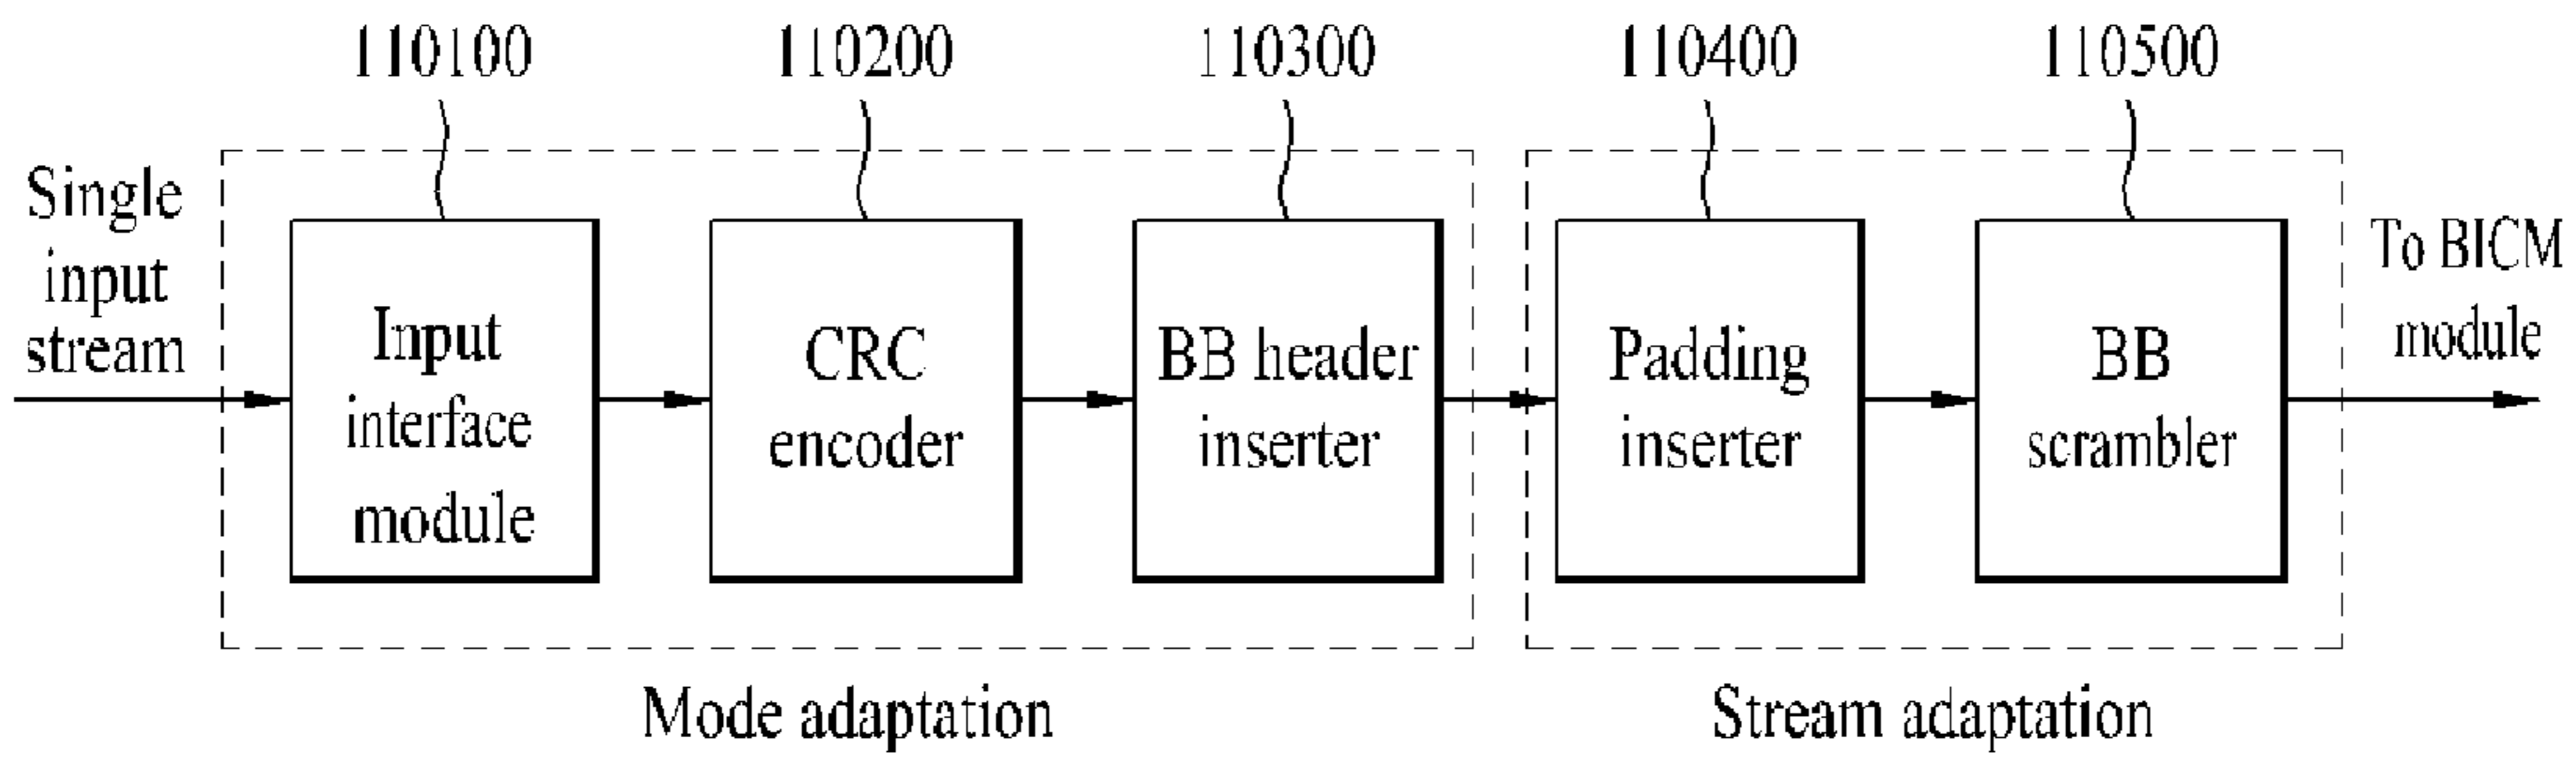 110100
110200
110300
110400
110500
Single
input
stream
Input
interface
module
CRC
encoder
BB header
inserter
Padding
inserter
BB
scrambler
To BICM
module
Mode adaptation
Stream adaptation